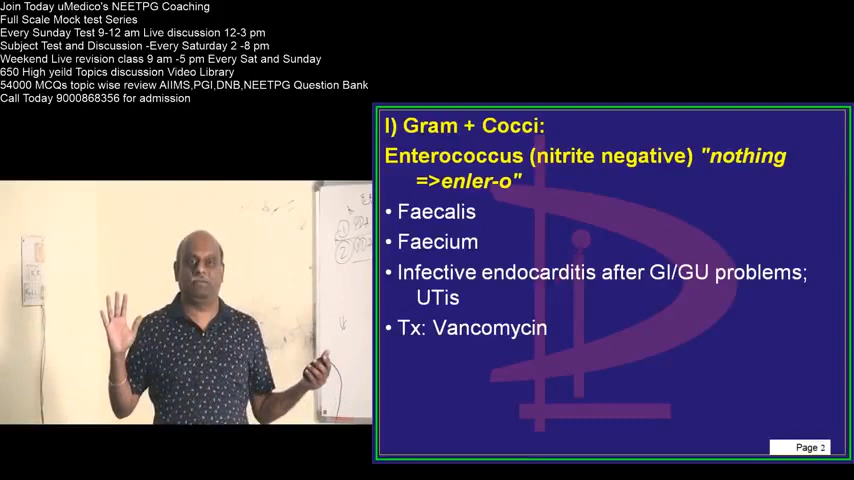 Join Today uMedico's NEETPG Coaching
Full Scale Mock test Series
Every Sunday Test 9-12 am Live discussion 12-3 pm
Subject Test and Discussion -Every Saturday 2 -8 pm
Weekend Live revision class 9 am -5 pm Every Sat and Sunday
650 High yeild Topics discussion Video Library
54000 MCQs topic wise review AIIMS,PGI,DNB,NEETPG Question Bank
Call Today 9000868356 for admission
I) Gram + Cocci:
Enterococcus (nitrite negative) "nothing
=>enler-o"
• Faecalis
• Faecium
• Infective endocarditis after GI/GU problems;
UTis
• Tx: Vancomycin
Page 2